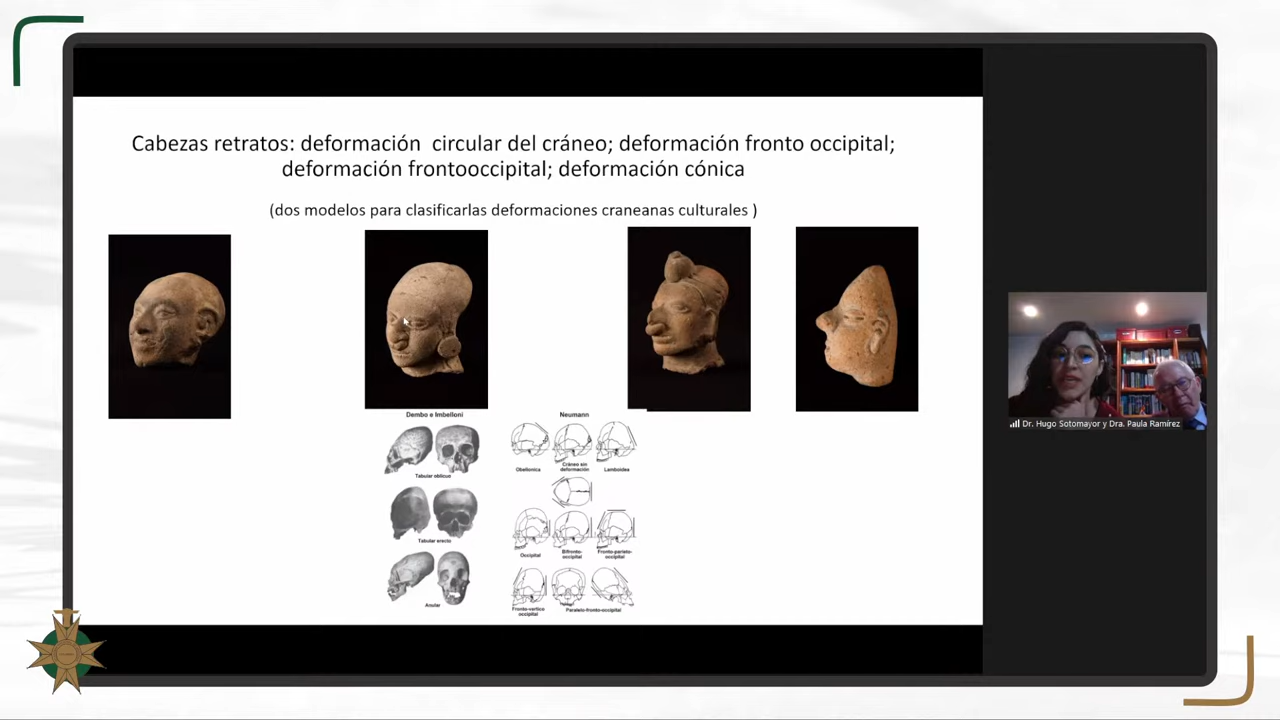 Cabezas retratos: deformación circular del cráneo; deformación fronto occipital;
deformación frontooccipital; deformación cónica
(dos modelos para clasificarlas deformaciones craneanas culturales )
Dembo e Imbelloni
Neumann
Tabular oblicuo
Obelionica
Cráneo sin
deformación
Lamboidea
Tabular erecto
Occipital
Bifronto-
occipital
Fronto-parieto-
occipital
Anular
Fronto-vertico
occipital
Paralelo-fronto-occipital
Dr. Hugo Sotomayor y Dra. Paula Ramírez